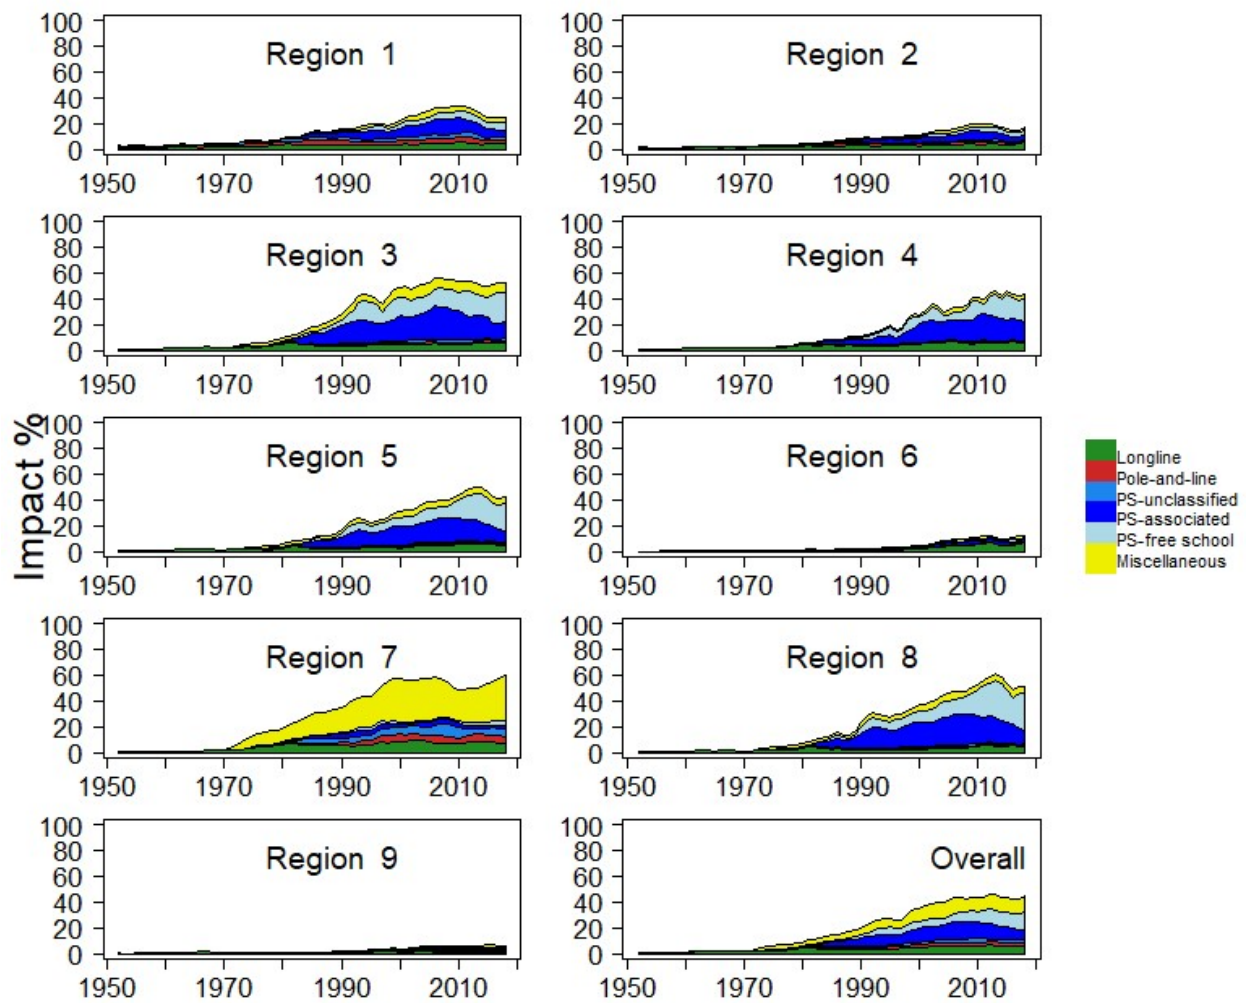 Impact %
100 100
80 Region 1 80 Region 2
60 60
40 40
20 20
0 0
1950 1970 1990 2010 1950 1970 1990 2010
100 100
80 Region 3 80 Region 4
60 60
40 40
20 20
0 0
1950 1970 1990 2010 1950 1970 1990 2010
100 100
80 Region 5 80 Region 6
60 60
40 40
20 20
0 0
1950 1970 1990 2010 1950 1970 1990 2010
100 100
80 Region 7 80 Region 8
60 60
40 40
20 20
0 0
1950 1970 1990 2010 1950 1970 1990 2010
100 100
80 Region 9 80 Overall
60 60
40 40
20 20
0 0
1950 1970 1990 2010 1950 1970 1990 2010
Longline
Pole-and-line
PS-unclassified
PS-associated
PS-free school
Miscellaneous